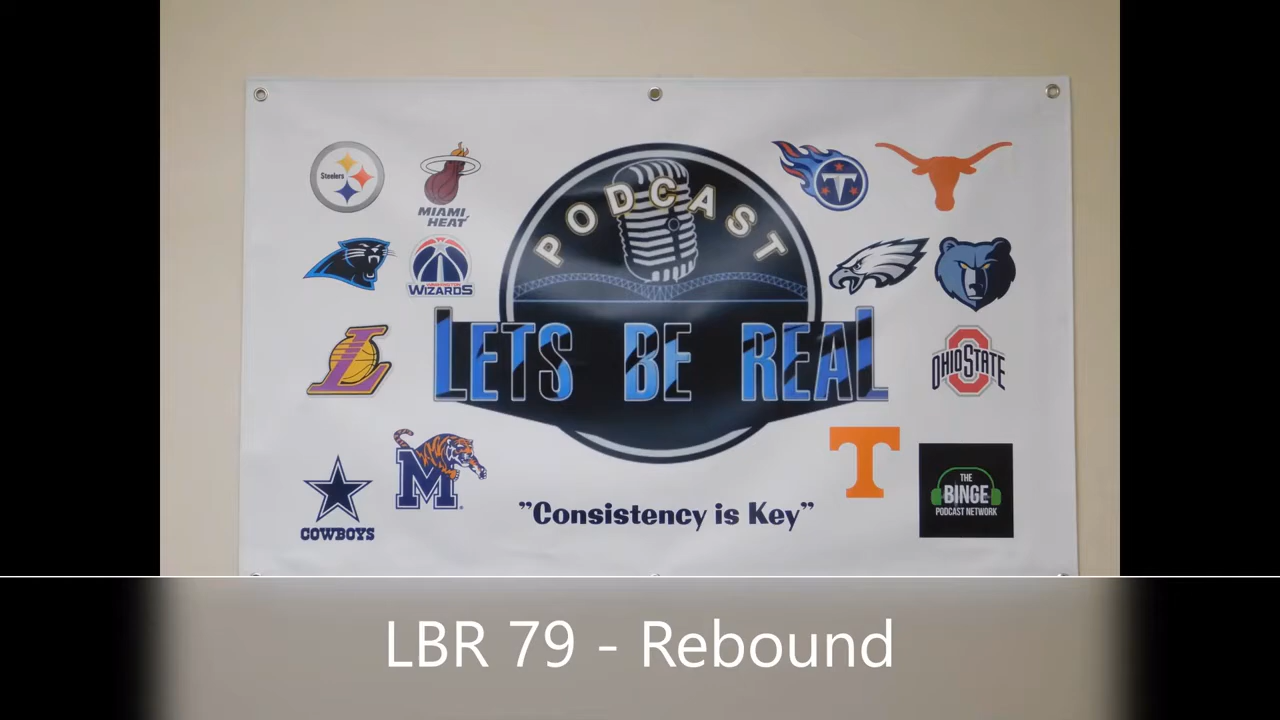 Steelers
MIAMI
HEAT
WASHINGTON
WIZARDS
L
M
COWBOYS
PODCAST
LETS BE REAL
"Consistency is Key"
T
OHIO STATE
T
THE
BINGE
PODCAST NETWORK
LBR 79 - Rebound